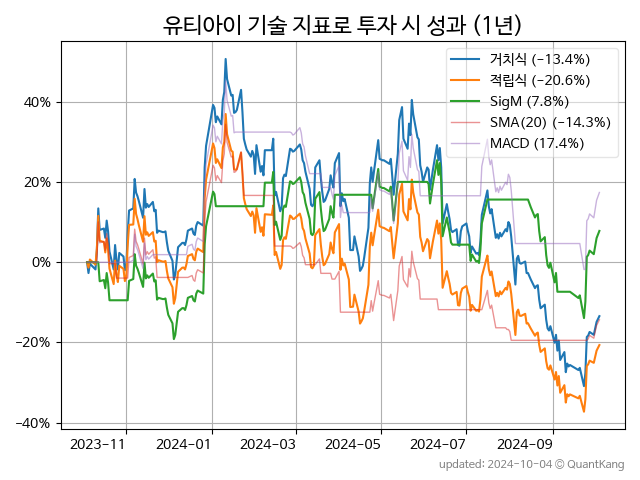 유티아이 기술 지표로 투자 시 성과 (1년)
거치식 (−13.4%)
적립식 (−20.6%)
SigM (7.8%)
SMA(20) (−14.3%)
MACD (17.4%)
40%
20%
0%
−20%
−40%
2023−11
2024−01
2024−03
2024−05
2024−07
2024−09
updated: 2024−10−04 © QuantKang